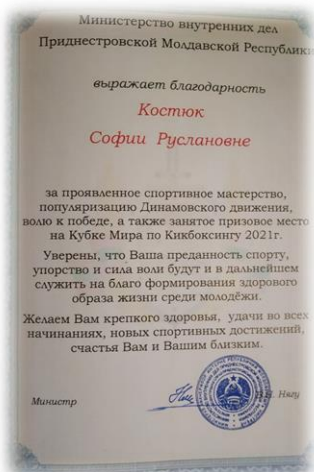 Министерство внутренних дел
Приднестровской Молдавской Республики
выражает благодарность
Костюк
Софии Руслановне
за проявленное спортивное мастерство,
популяризацию Динамовского движения,
волю к победе, а также занятое призовое место
на Кубке Мира по Кикбоксингу 2021г.
Уверены, что Ваша преданность спорту,
упорство и сила воли будут и в дальнейшем
служить на благо формирования здорового
образа жизни среди молодёжи.
Желаем Вам крепкого здоровья, удачи во всех
начинаниях, новых спортивных достижений,
счастья Вам и Вашим близким.
Министр Нягу